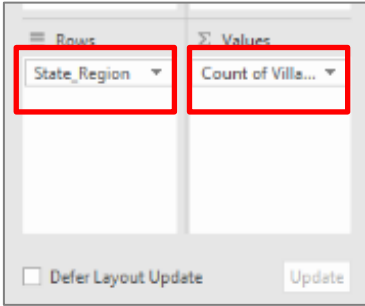 Rows
Σ Values
State_Region
Count of Villa...
Defer Layout Update
Update